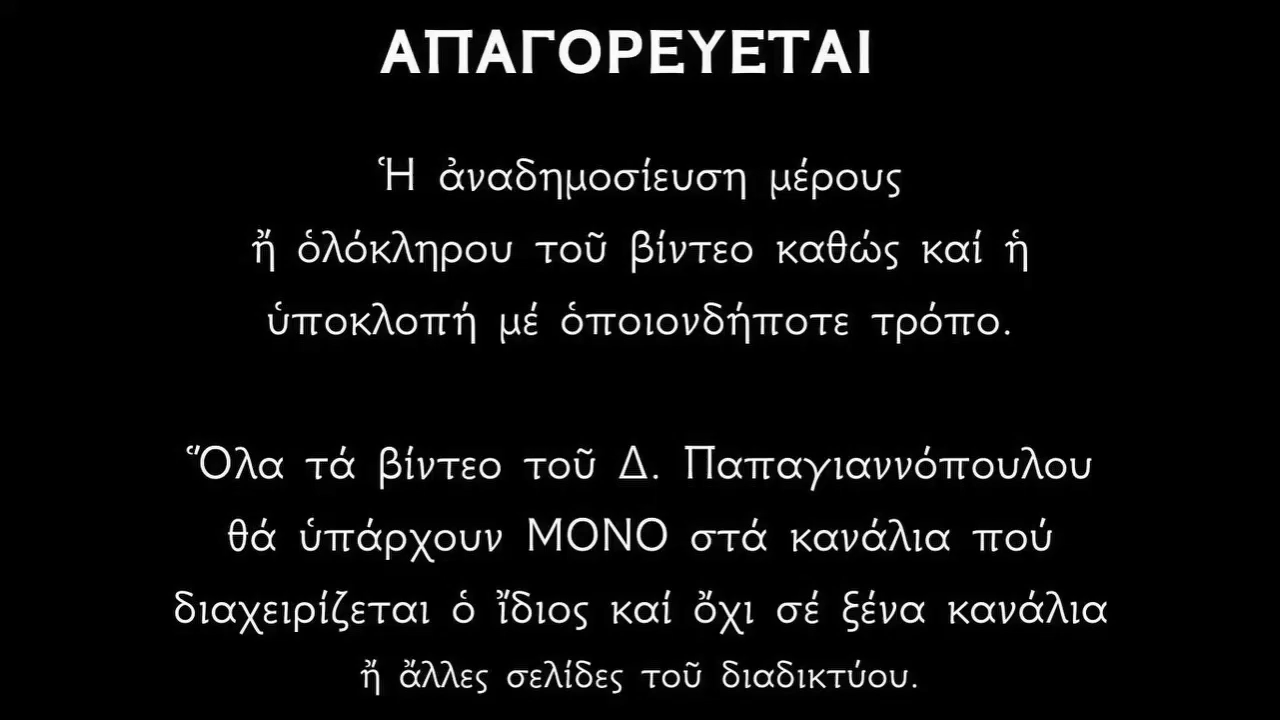 ΑΠΑΓΟΡΕΥΕΤΑΙ
Ἡ ἀναδημοσίευση μέρους
ἤ ὁλόκληρου τοῦ βίντεο καθώς καί ἡ
ὑποκλοπή μέ ὁποιονδήποτε τρόπο.
Ὅλα τά βίντεο τοῦ Δ. Παπαγιαννόπουλου
θά ὑπάρχουν ΜΟΝΟ στά κανάλια πού
διαχειρίζεται ὁ ἴδιος καί ὄχι σέ ξένα κανάλια
ἤ ἄλλες σελίδες τοῦ διαδικτύου.